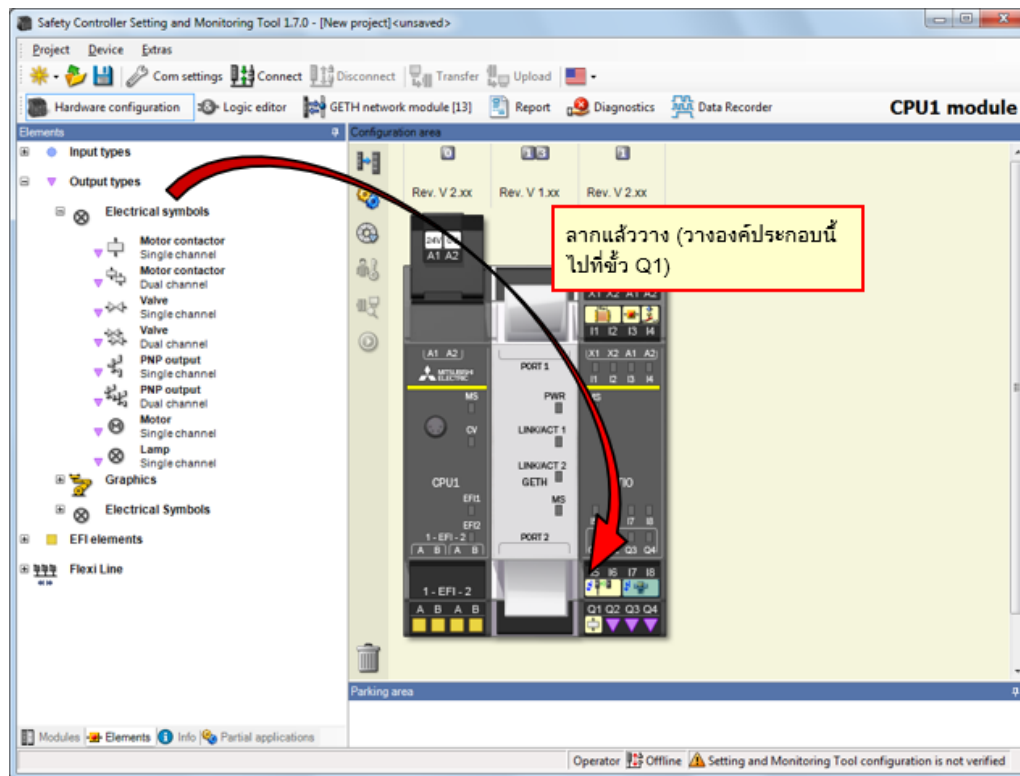 Safety Controller Setting and Monitoring Tool 1.7.0 - [New project]<unsaved>
Project Device Extras
Com settings Connect Disconnect Transfer Upload
Hardware configuration Logic editor GETH network module [13] Report Diagnostics Data Recorder CPU1 module
Elements
Input types
Output types
Electrical symbols
Motor contactor
Single channel
Motor contactor
Dual channel
Valve
Single channel
Valve
Dual channel
PNP output
Single channel
PNP output
Dual channel
Motor
Single channel
Lamp
Single channel
Graphics
Electrical Symbols
EFI elements
Flexi Line
Modules Elements Info Partial applications
Configuration area
0 13 1
Rev. V 2.xx Rev. V 1.xx Rev. V 2.xx
ลากแล้ววาง (วางองค์ประกอบนี้
ไปที่ขั้ว Q1)
24V
A1 A2
X1 X2 A1 A2
I1 I2 I3 I4
A1 A2
MITSUBISHI
ELECTRIC
MS
CV
CPU1
EFI1
EFI2
1 - EFI - 2
A B A B
1 - EFI - 2
A B A B
PORT 1
PWR
LINK/ACT 1
LINK/ACT 2
GETH
MS
PORT 2
X1 X2 A1 A2
I1 I2 I3 I4
MS
I7 I8
Q3 Q4
I5 I6 I7 I8
Q1 Q2 Q3 Q4
Parking area
Operator Offline Setting and Monitoring Tool configuration is not verified